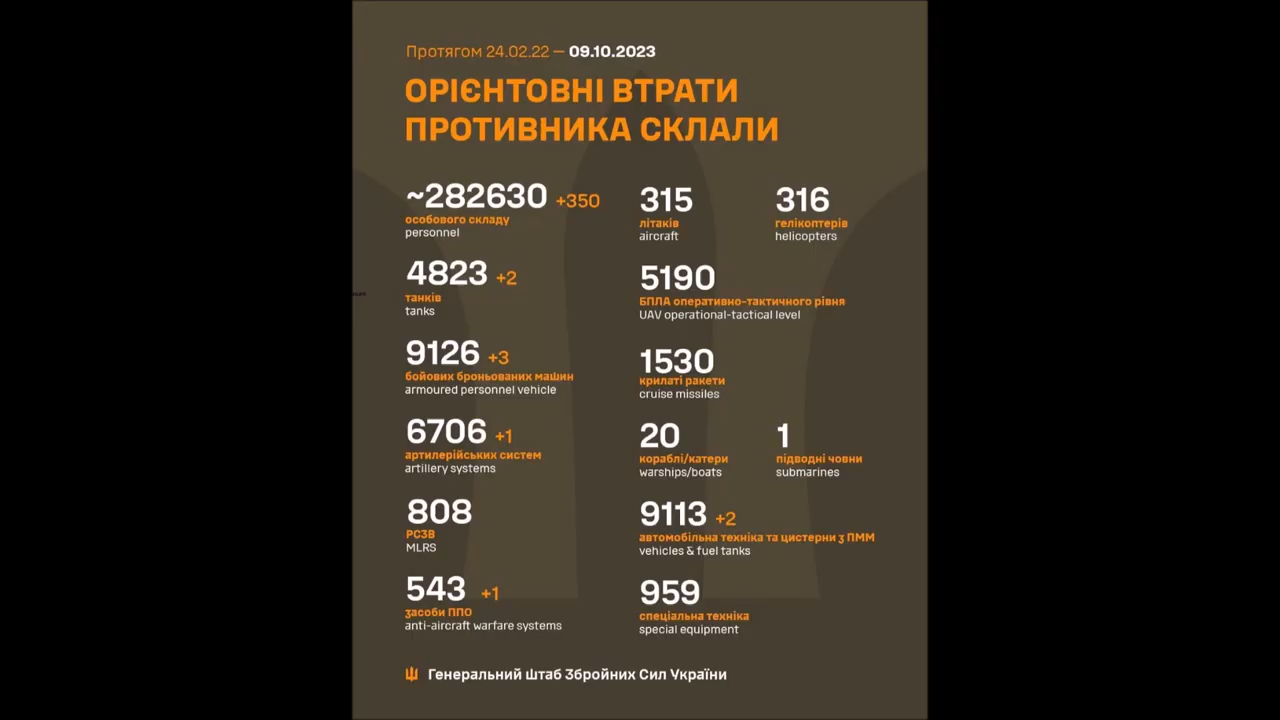 Протягом 24.02.22 — 09.10.2023
ОРІЄНТОВНІ ВТРАТИ
ПРОТИВНИКА СКЛАЛИ
~282630 +350
особового складу
personnel
315
літаків
aircraft
316
гелікоптерів
helicopters
4823 +2
танків
tanks
5190
БПЛА оперативно-тактичного рівня
UAV operational-tactical level
9126 +3
бойових броньованих машин
armoured personnel vehicle
1530
крилаті ракети
cruise missiles
6706 +1
артилерійських систем
artillery systems
20
кораблі/катери
warships/boats
1
підводні човни
submarines
808
РСЗВ
MLRS
9113 +2
автомобільна техніка та цистерни з ПММ
vehicles & fuel tanks
543 +1
засоби ППО
anti-aircraft warfare systems
959
спеціальна техніка
special equipment
Генеральний штаб Збройних Сил України